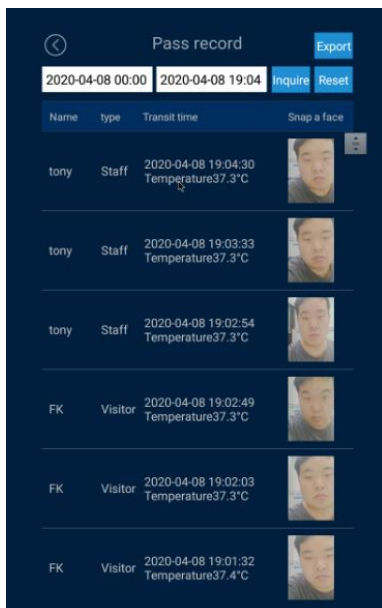 Pass record
Export
2020-04-08 00:00 2020-04-08 19:04 Inquire Reset
Name type Transit time Snap a face
tony Staff 2020-04-08 19:04:30
Temperature37.3°C
tony Staff 2020-04-08 19:03:33
Temperature37.3°C
tony Staff 2020-04-08 19:02:54
Temperature37.3°C
FK Visitor 2020-04-08 19:02:49
Temperature37.3°C
FK Visitor 2020-04-08 19:02:03
Temperature37.3°C
FK Visitor 2020-04-08 19:01:32
Temperature37.4°C